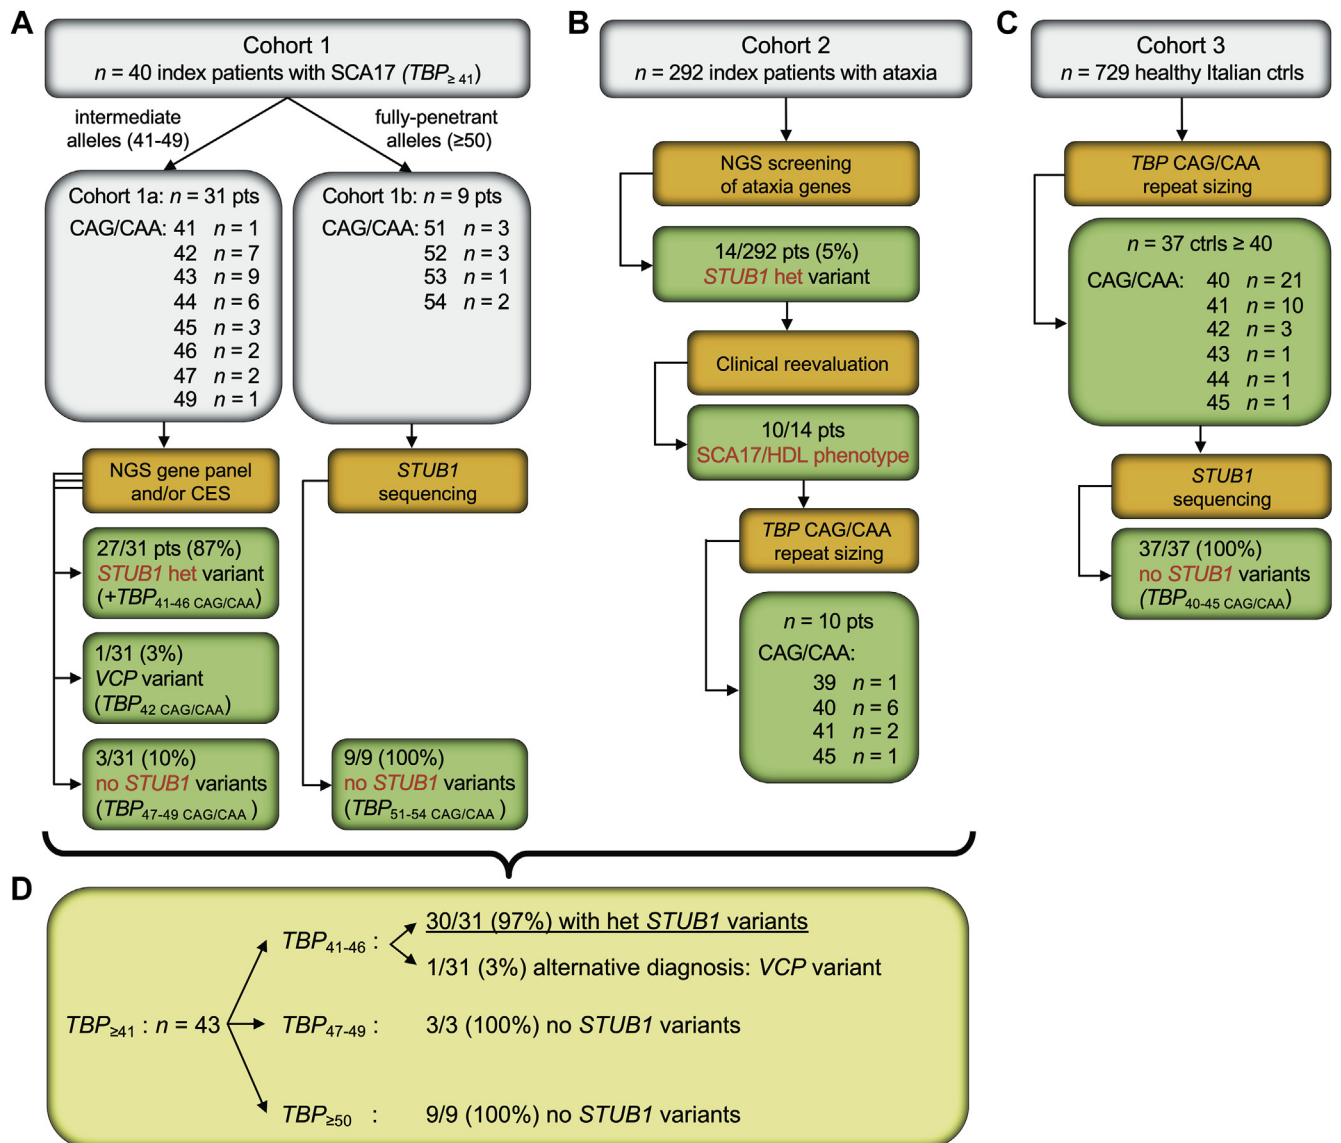 A
Cohort 1
n = 40 index patients with SCA17 (TBP≥ 41)
intermediate
alleles (41-49)
fully-penetrant
alleles (≥50)
Cohort 1a: n = 31 pts
CAG/CAA: 41 n = 1
42 n = 7
43 n = 9
44 n = 6
45 n = 3
46 n = 2
47 n = 2
49 n = 1
Cohort 1b: n = 9 pts
CAG/CAA: 51 n = 3
52 n = 3
53 n = 1
54 n = 2
NGS gene panel
and/or CES
STUB1
sequencing
27/31 pts (87%)
STUB1 het variant
(+TBP41-46 CAG/CAA)
1/31 (3%)
VCP variant
(TBP42 CAG/CAA)
3/31 (10%)
no STUB1 variants
(TBP47-49 CAG/CAA )
9/9 (100%)
no STUB1 variants
(TBP51-54 CAG/CAA )
B
Cohort 2
n = 292 index patients with ataxia
NGS screening
of ataxia genes
14/292 pts (5%)
STUB1 het variant
Clinical reevaluation
10/14 pts
SCA17/HDL phenotype
TBP CAG/CAA
repeat sizing
n = 10 pts
CAG/CAA:
39 n = 1
40 n = 6
41 n = 2
45 n = 1
C
Cohort 3
n = 729 healthy Italian ctrls
TBP CAG/CAA
repeat sizing
n = 37 ctrls ≥ 40
CAG/CAA: 40 n = 21
41 n = 10
42 n = 3
43 n = 1
44 n = 1
45 n = 1
STUB1
sequencing
37/37 (100%)
no STUB1 variants
(TBP40-45 CAG/CAA)
D
TBP≥41 : n = 43
TBP41-46 :
30/31 (97%) with het STUB1 variants
1/31 (3%) alternative diagnosis: VCP variant
TBP47-49 : 3/3 (100%) no STUB1 variants
TBP≥50 : 9/9 (100%) no STUB1 variants